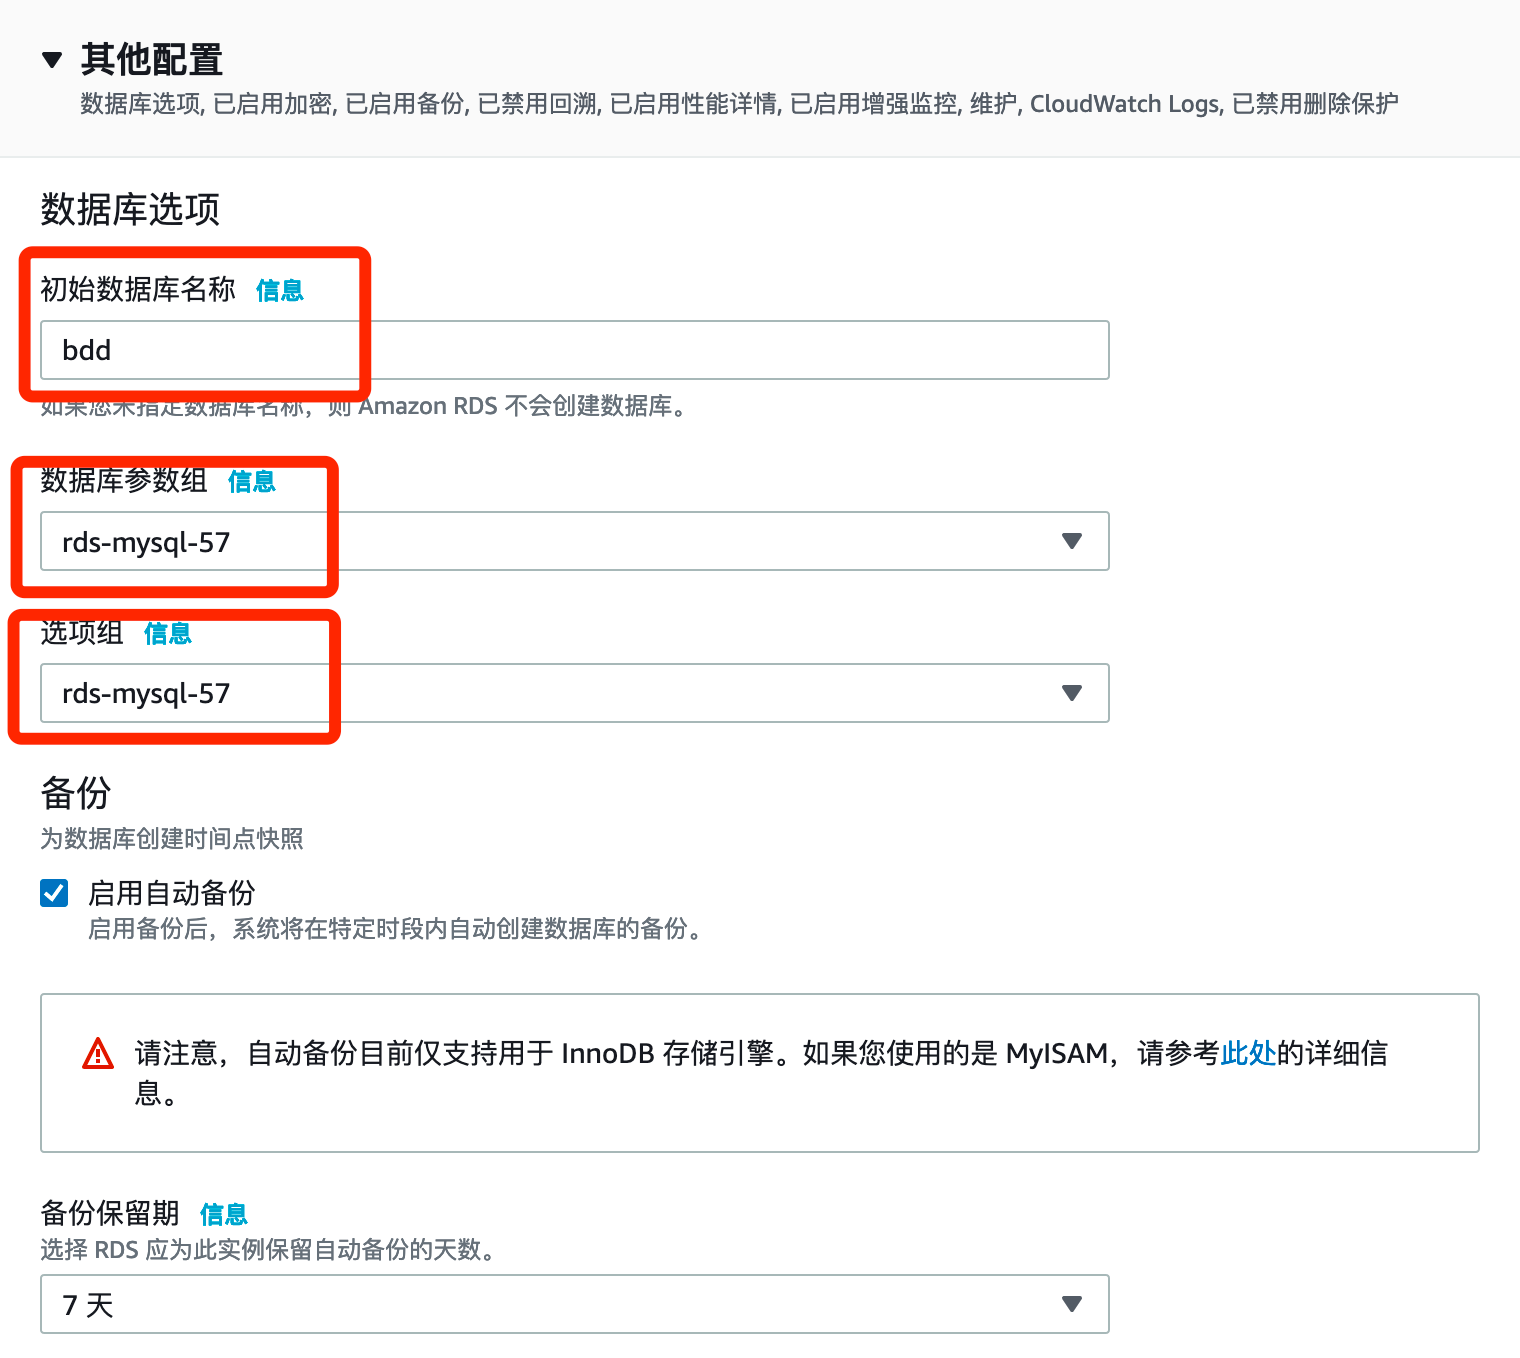 其他配置
数据库选项, 已启用加密, 已启用备份, 已禁用回溯, 已启用性能详情, 已启用增强监控, 维护, CloudWatch Logs, 已禁用删除保护
数据库选项
初始数据库名称 信息
bdd
如果您未指定数据库名称，则 Amazon RDS 不会创建数据库。
数据库参数组 信息
rds-mysql-57
选项组 信息
rds-mysql-57
备份
为数据库创建时间点快照
启用自动备份
启用备份后，系统将在特定时段内自动创建数据库的备份。
请注意，自动备份目前仅支持用于 InnoDB 存储引擎。如果您使用的是 MyISAM，请参考此处的详细信
息。
备份保留期 信息
选择 RDS 应为此实例保留自动备份的天数。
7 天